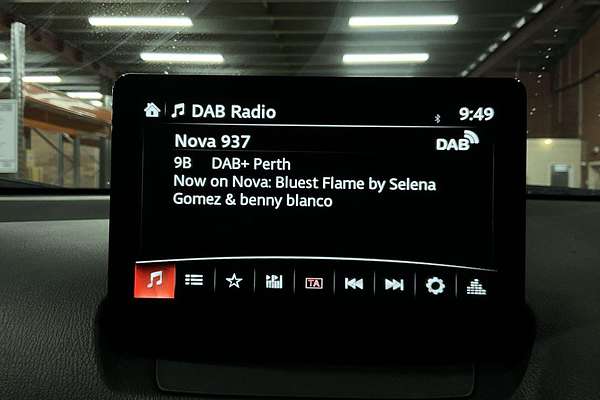 DAB Radio 9:49
Nova 937 DAB
9B DAB+ Perth
Now on Nova: Bluest Flame by Selena
Gomez & benny blanco
TA